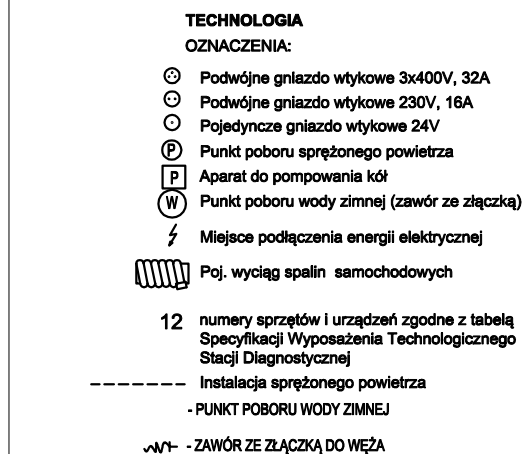 TECHNOLOGIA
OZNACZENIA:
Podwójne gniazdo wtykowe 3x400V, 32A
Podwójne gniazdo wtykowe 230V, 16A
Pojedyncze gniazdo wtykowe 24V
P Punkt poboru sprężonego powietrza
P Aparat do pompowania kół
W Punkt poboru wody zimnej (zawór ze złączką)
Miejsce podłączenia energii elektrycznej
Poj. wyciąg spalin samochodowych
12 numery sprzętów i urządzeń zgodne z tabelą
Specyfikacji Wyposażenia Technologicznego
Stacji Diagnostycznej
Instalacja sprężonego powietrza
- PUNKT POBORU WODY ZIMNEJ
- ZAWÓR ZE ZŁĄCZKĄ DO WĘŻA